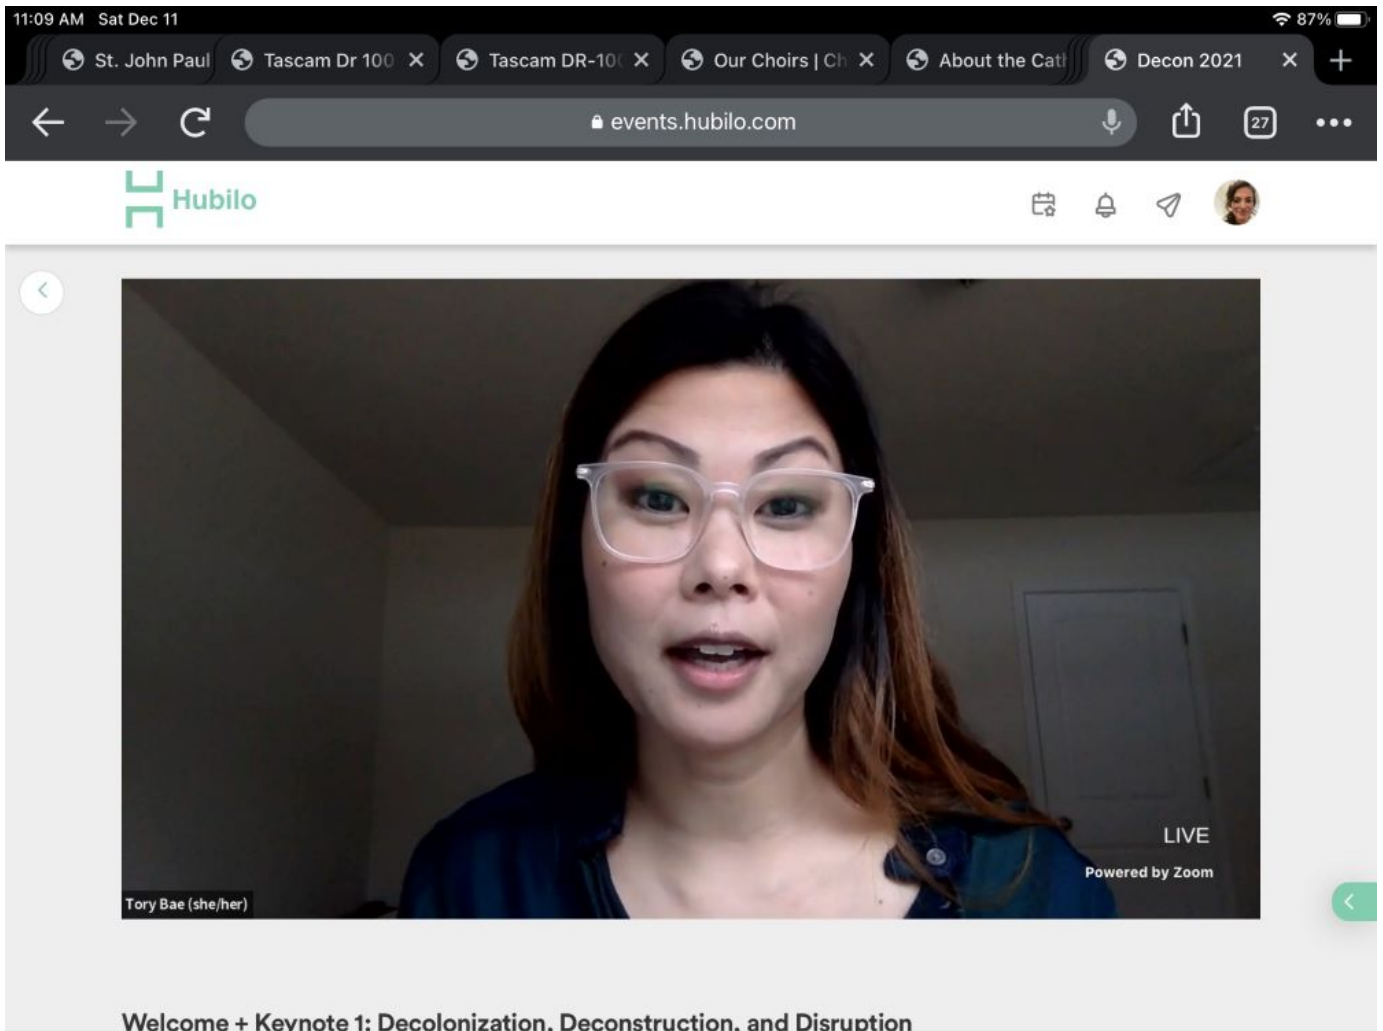 11:09 AM Sat Dec 11
87%
St. John Paul
Tascam Dr 100
Tascam DR-10
Our Choirs | Ch
About the Cath
Decon 2021
events.hubilo.com
27
Hubilo
LIVE
Powered by Zoom
Tory Bae (she/her)
Welcome + Keynote 1: Decolonization, Deconstruction, and Disruption